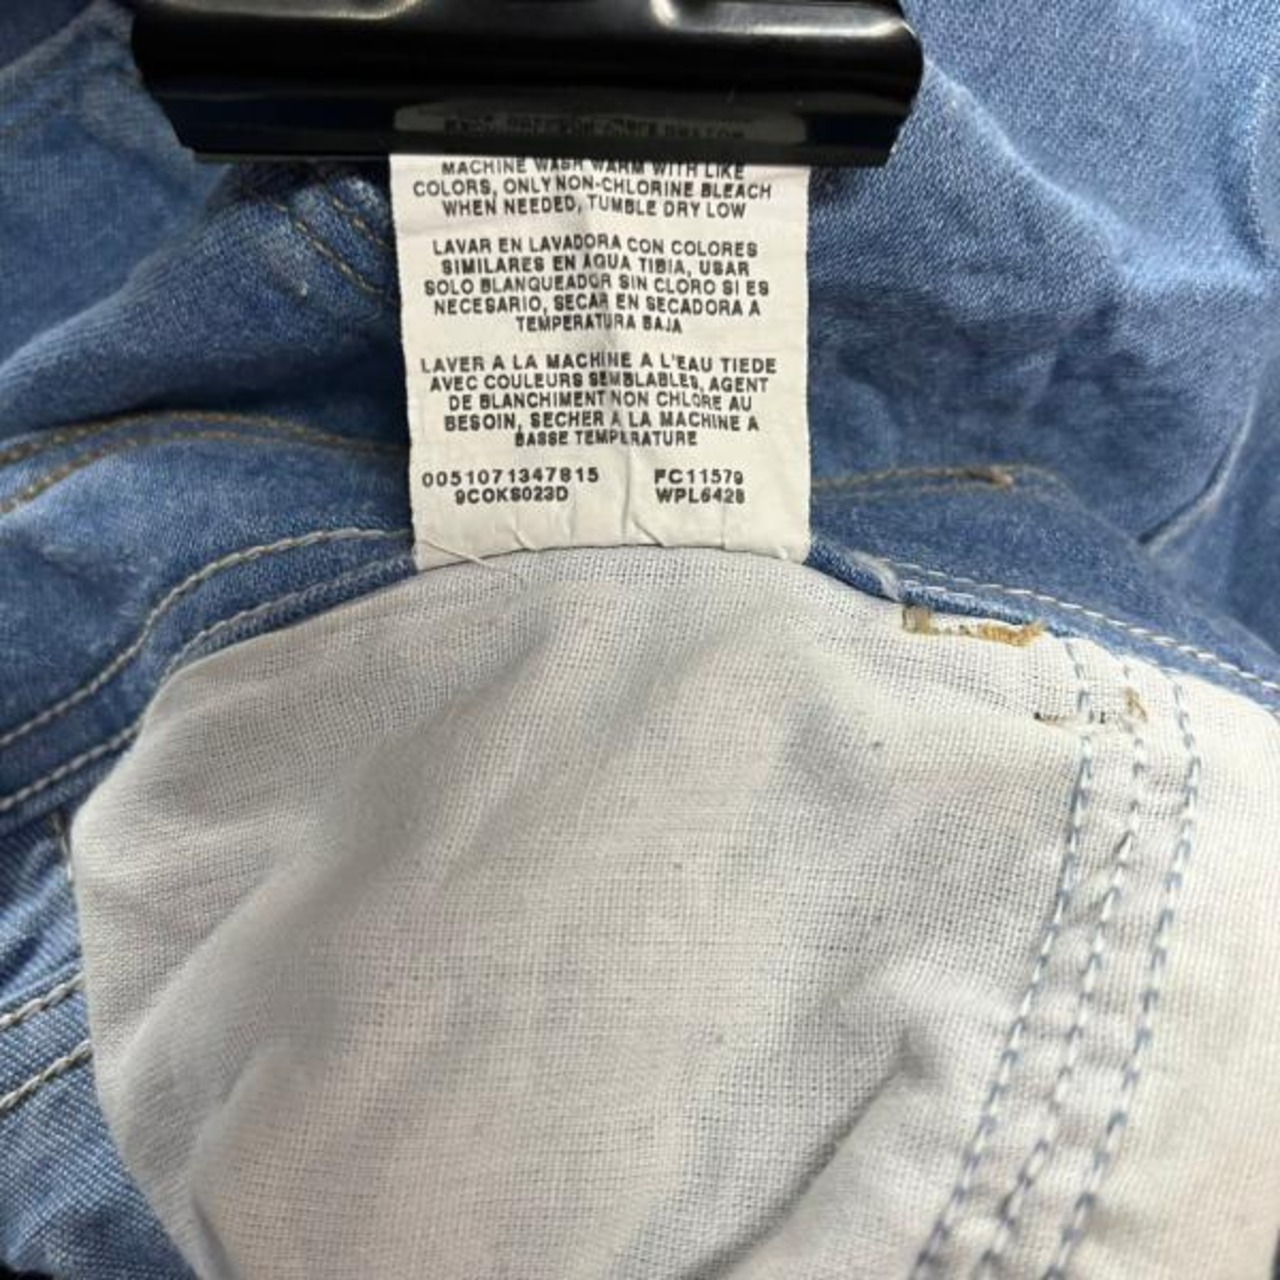 MACHINE WASH WARM WITH LIKE
COLORS, ONLY NON-CHLORINE BLEACH
WHEN NEEDED, TUMBLE DRY LOW
LAVAR EN LAVADORA CON COLORES
SIMILARES EN AQUA TIBIA, USAR
SOLO BLANQUEADOR SIN CLORO SI ES
NECESARIO, SECAR EN SECADORA A
TEMPERATURA BAJA
LAVER A LA MACHINE A L'EAU TIEDE
AVEC COULEURS SEMBLABLES, AGENT
DE BLANCHIMENT NON CHLORE AU
BESOIN, SECHER A LA MACHINE A
BASSE TEMPERATURE
0051071347815 FC11579
9COKS023D WPL6428